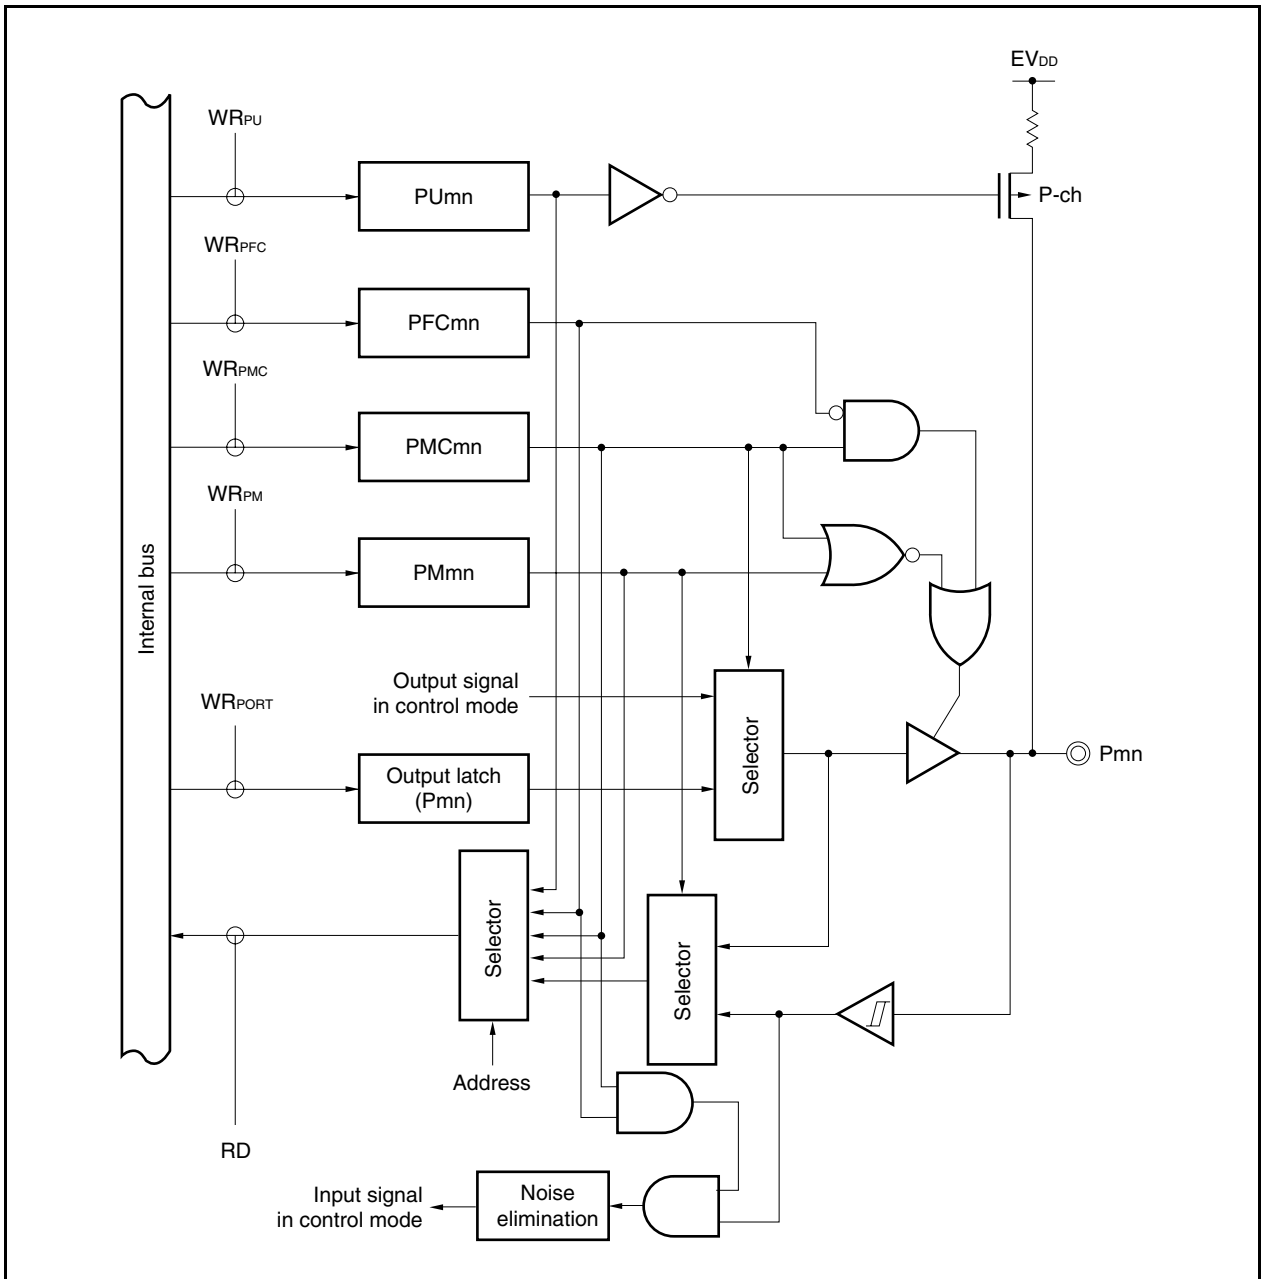 EVDD
WRPU
PUmn
P-ch
WRPFC
PFCmn
WRPMC
PMCmn
WRPM
PMmn
Internal bus
Output signal
in control mode
WRPORT
Output latch
(Pmn)
Selector
Pmn
Selector
Selector
Address
RD
Input signal
in control mode
Noise
elimination